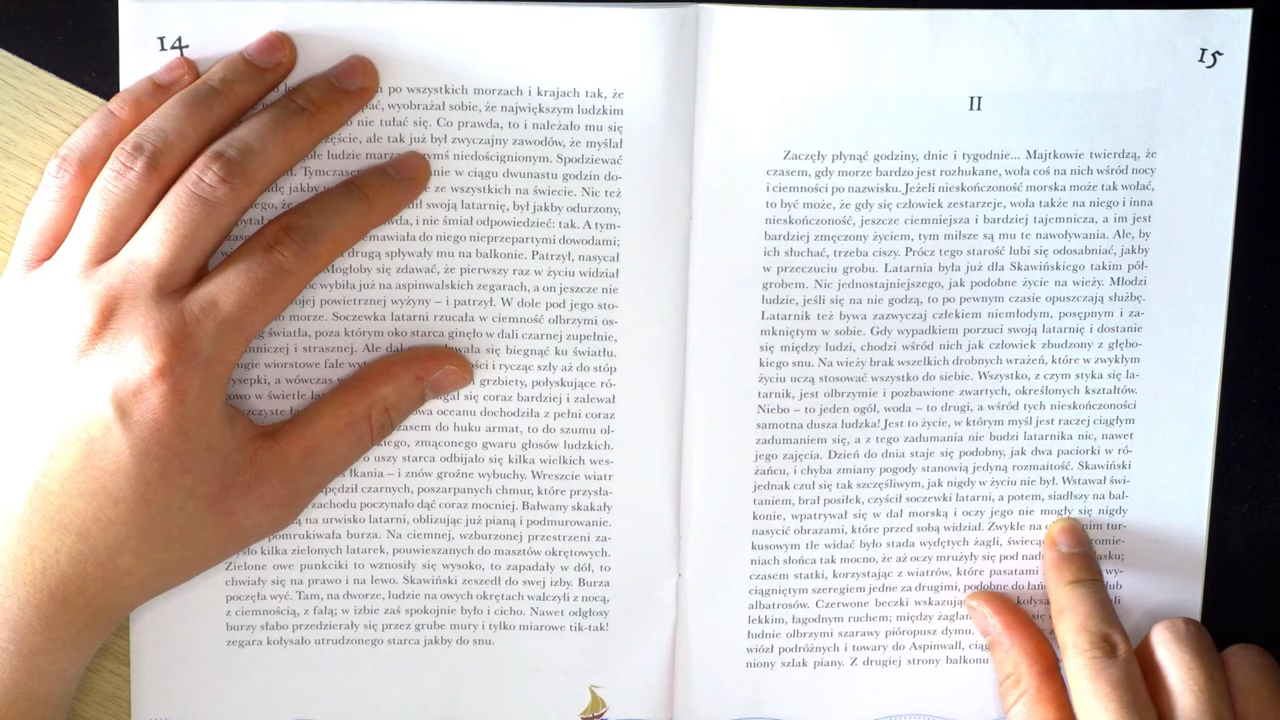 14
po wszystkich morzach i krajach tak, że
wyobrażał sobie, że największym ludzkim
nie tułać się. Co prawda, to i należało mu się
ale tak już był zwyczajny zawodów, że myślał
ludzie niedoścignionym. Spodziewać
w ciągu dwunastu godzin do-
jakby ze wszystkich na świecie. Nic też
że swoją latarnię, był jakby odurzony,
i nie śmiał odpowiedzieć: tak. A tym-
do niego nieprzepartymi dowodami;
drugą spływały mu na balkonie. Patrzył, nasycał
Mogłoby się zdawać, że pierwszy raz w życiu widział
wybiła już na aspinwalskich zegarach, a on jeszcze nie
powietrznej wyżyny – i patrzył. W dole pod jego sto-
morze. Soczewka latarni rzucała w ciemność olbrzymi os-
światła, poza którym oko starca ginęło w dali czarnej zupełnie,
i strasznej. Ale się biegnąć ku światłu.
wiorstowe fale i rycząc szły aż do stóp
a wówczas grzbiety, połyskujące ró-
w świetle się coraz bardziej i zalewał
oceanu dochodziła z pełni coraz
do huku armat, to do szumu ol-
zmąconego gwaru głosów ludzkich.
uszy starca odbijało się kilka wielkich wes-
łkania – i znów groźne wybuchy. Wreszcie wiatr
czarnych, poszarpanych chmur, które przysła-
zachodu poczynało dąć coraz mocniej. Bałwany skakały
na urwisko latarni, oblizując już pianą i podmurowanie.
burza. Na ciemnej, wzburzonej przestrzeni za-
kilka zielonych latarek, pouwieszanych do masztów okrętowych.
Zielone owe punkciki to wznosiły się wysoko, to zapadały w dół, to
chwiały się na prawo i na lewo. Skawiński zeszedł do swej izby. Burza
poczęła wyć. Tam, na dworze, ludzie na owych okrętach walczyli z nocą,
z ciemnością, z falą; w izbie zaś spokojnie było i cicho. Nawet odgłosy
burzy słabo przedzierały się przez grube mury i tylko miarowe tik-tak!
zegara kołysało utrudzonego starca jakby do snu.
15
II
Zaczęły płynąć godziny, dnie i tygodnie... Majtkowie twierdzą, że
czasem, gdy morze bardzo jest rozhukane, woła coś na nich wśród nocy
i ciemności po nazwisku. Jeżeli nieskończoność morska może tak wołać,
to być może, że gdy się człowiek zestarzeje, woła także na niego i inna
nieskończoność, jeszcze ciemniejsza i bardziej tajemnicza, a im jest
bardziej zmęczony życiem, tym milsze są mu te nawoływania. Ale, by
ich słuchać, trzeba ciszy. Prócz tego starość lubi się odosabniać, jakby
w przeczuciu grobu. Latarnia była już dla Skawińskiego takim pół-
grobem. Nic jednostajniejszego, jak podobne życie na wieży. Młodzi
ludzie, jeśli się na nie godzą, to po pewnym czasie opuszczają służbę.
Latarnik też bywa zazwyczaj człekiem niemłodym, posępnym i za-
mkniętym w sobie. Gdy wypadkiem porzuci swoją latarnię i dostanie
się między ludzi, chodzi wśród nich jak człowiek zbudzony z głębo-
kiego snu. Na wieży brak wszelkich drobnych wrażeń, które w zwykłym
życiu uczą stosować wszystko do siebie. Wszystko, z czym styka się la-
tarnik, jest olbrzymie i pozbawione zwartych, określonych kształtów.
Niebo – to jeden ogół, woda – to drugi, a wśród tych nieskończoności
samotna dusza ludzka! Jest to życie, w którym myśl jest raczej ciągłym
zadumaniem się, a z tego zadumania nie budzi latarnika nic, nawet
jego zajęcia. Dzień do dnia staje się podobny, jak dwa paciorki w ró-
żańcu, i chyba zmiany pogody stanowią jedyną rozmaitość. Skawiński
jednak czuł się tak szczęśliwym, jak nigdy w życiu nie był. Wstawał świ-
taniem, brał posiłek, czyścił soczewki latarni, a potem, siadłszy na bal-
konie, wpatrywał się w dal morską i oczy jego nie mogły się nigdy
nasycić obrazami, które przed sobą widział. Zwykle na tur-
kusowym tle widać było stada wydętych żagli,
niach słońca tak mocno, że aż oczy mrużyły się pod
czasem statki, korzystając z wiatrów, które pasatami wy-
ciągniętym szeregiem jedne za drugimi, podobne do lub
albatrosów. Czerwone beczki
lekkim, łagodnym ruchem; między
łudnie olbrzymi szarawy pióropusz dymu.
wiózł podróżnych i towary do Aspinwall,
niony szlak piany. Z drugiej strony balkonu